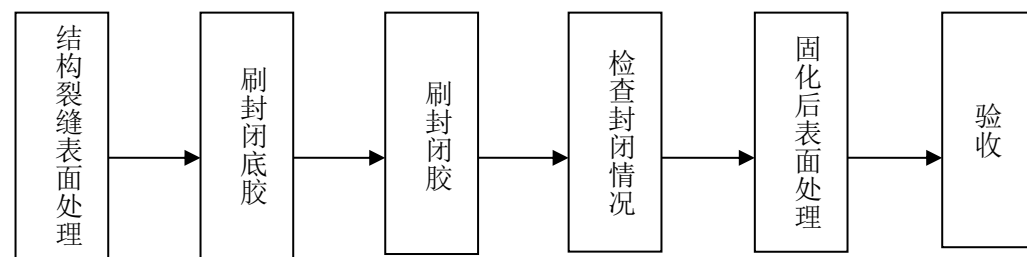 结构裂缝表面处理
刷封闭底胶
刷封闭胶
检查封闭情况
固化后表面处理
验收